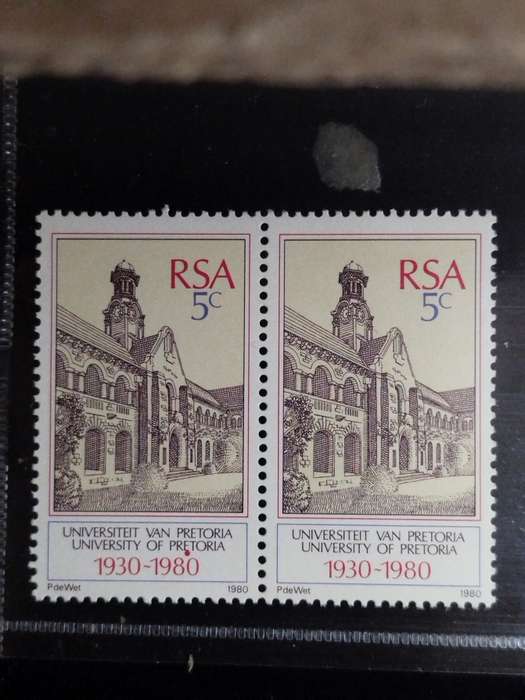 RSA
5c
UNIVERSITEIT VAN PRETORIA
UNIVERSITY OF PRETORIA
1930-1980
PdeWet 1980
RSA
5c
UNIVERSITEIT VAN PRETORIA
UNIVERSITY OF PRETORIA
1930-1980
PdeWet 1980